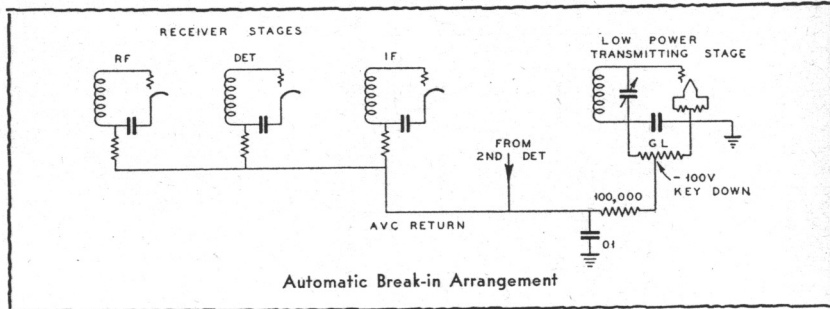 RECEIVER STAGES
RF
DET
IF
LOW POWER
TRANSMITTING STAGE
FROM
2ND DET
G L
-100V
KEY DOWN
100,000
AVC RETURN
01
Automatic Break-in Arrangement